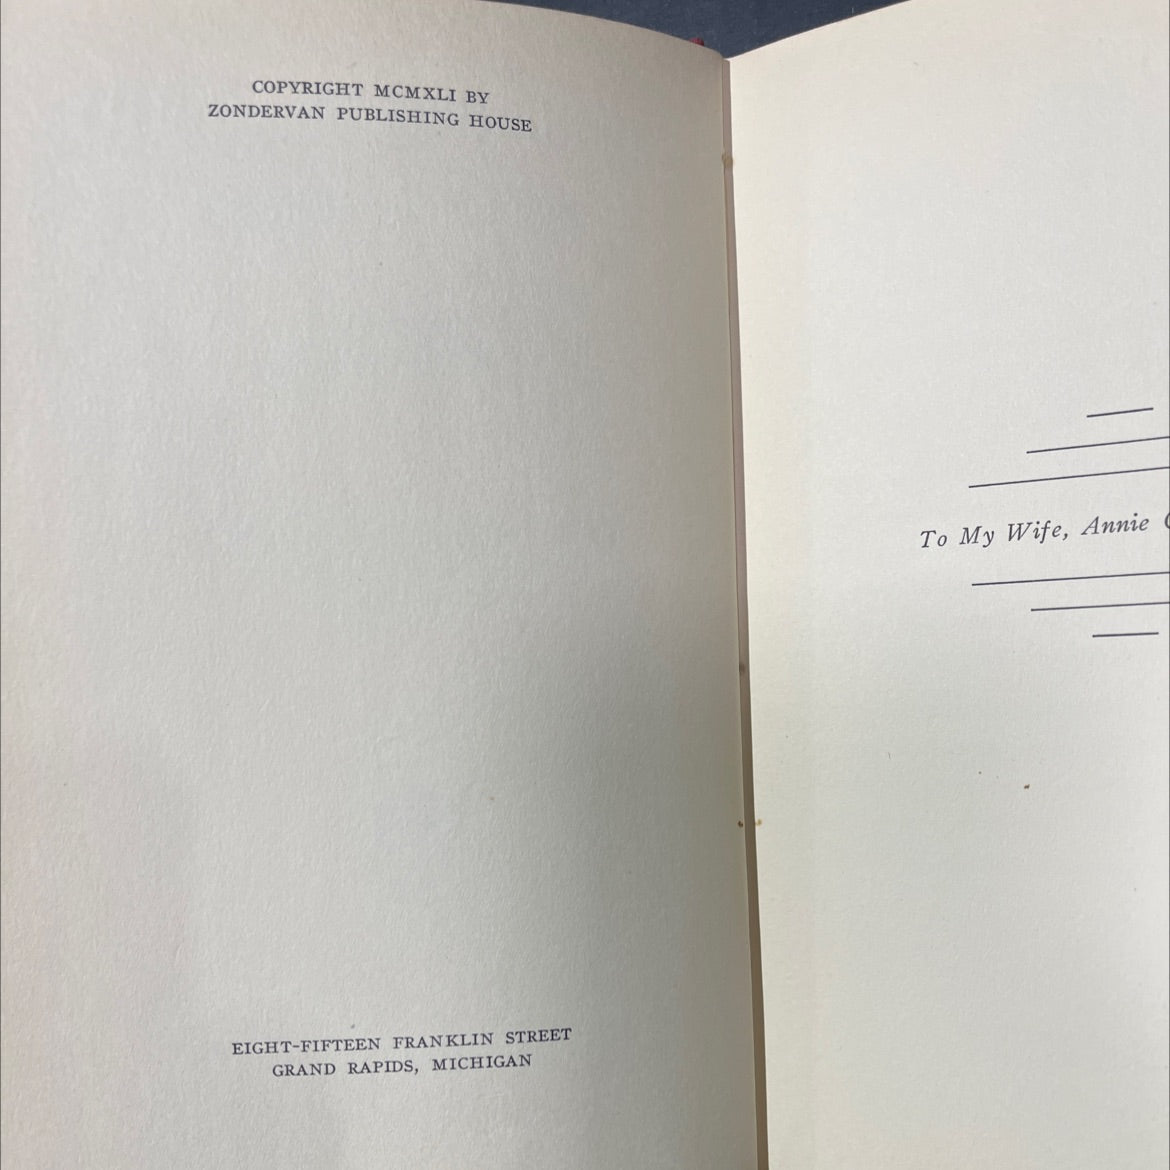 COPYRIGHT MCMXLI BY
ZONDERVAN PUBLISHING HOUSE
EIGHT-FIFTEEN FRANKLIN STREET
GRAND RAPIDS, MICHIGAN
To My Wife, Annie